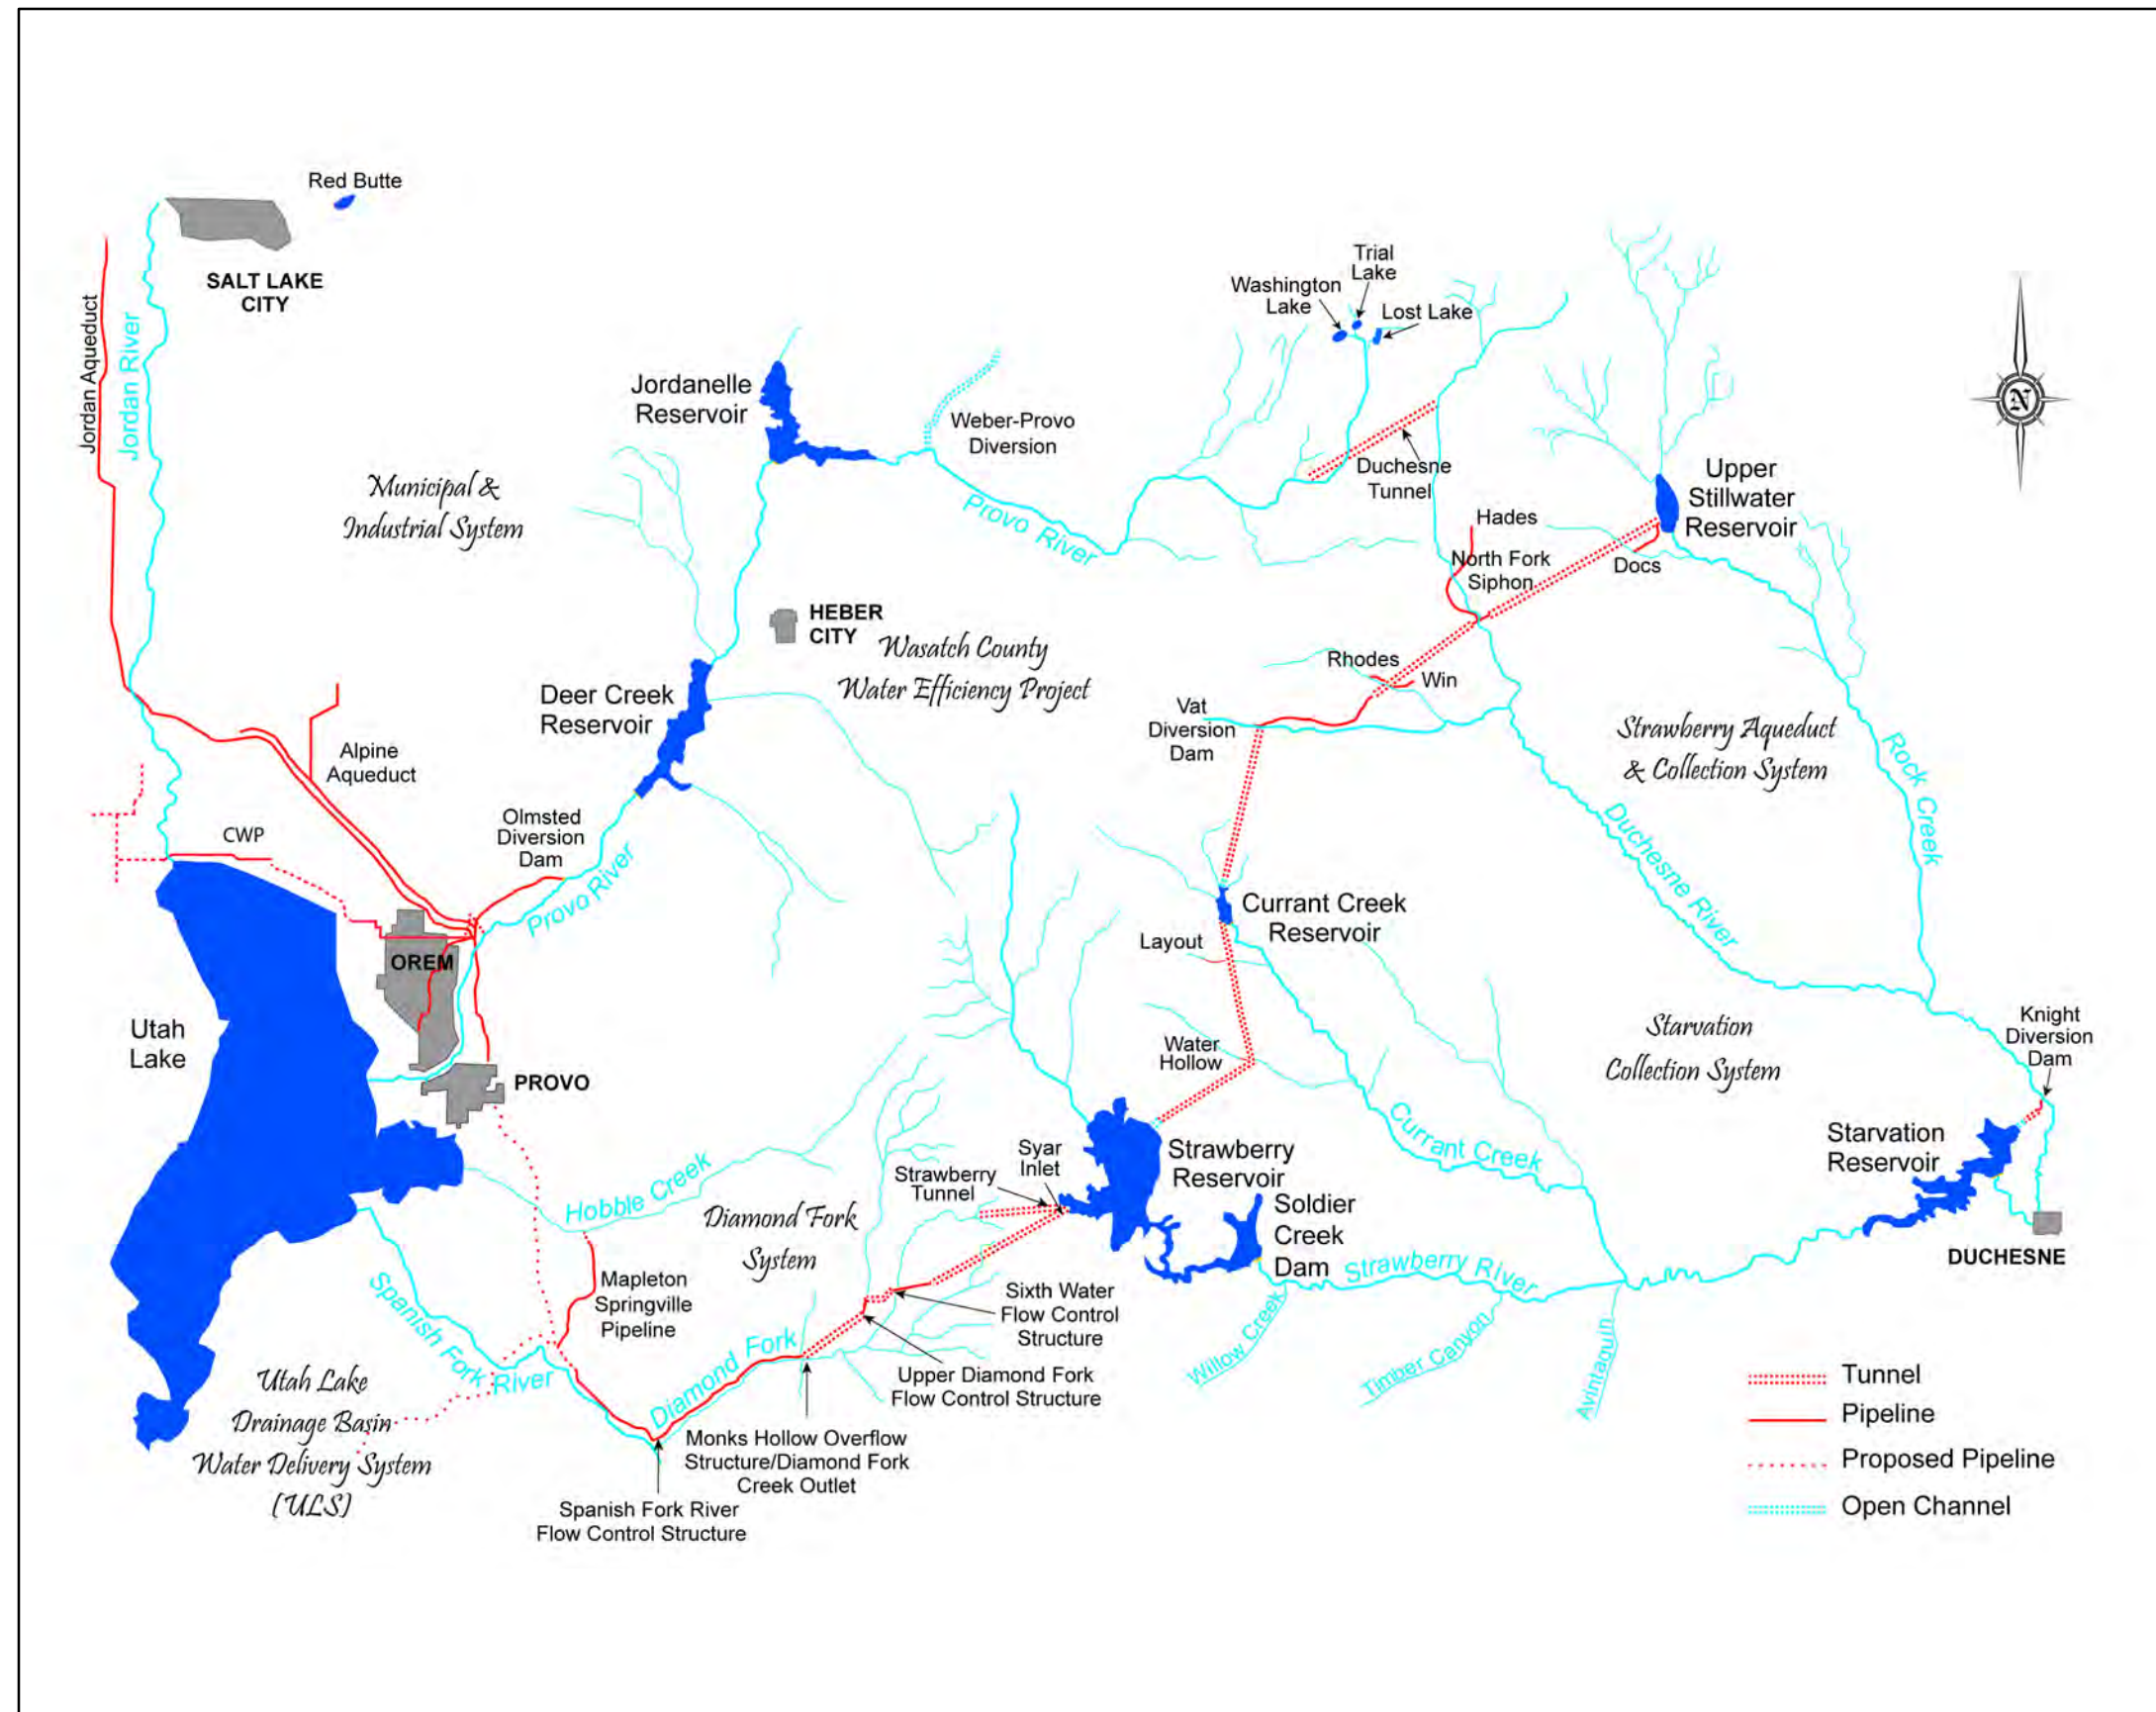 Red Butte
SALT LAKE
CITY
Jordan Aqueduct
Jordan River
Trial
Lake
Washington
Lake
Lost Lake
Jordanelle
Reservoir
Weber-Provo
Diversion
Duchesne
Tunnel
Upper
Stillwater
Reservoir
N
Municipal &
Industrial System
Provo River
Hades
North Fork
Siphon
Docs
HEBER
CITY
Wasatch County
Water Efficiency Project
Rhodes
Win
Deer Creek
Reservoir
Vat
Diversion
Dam
Strawberry Aqueduct
& Collection System
Rock Creek
Alpine
Aqueduct
Olmsted
Diversion
Dam
CWP
Provo River
Duchesne River
Currant Creek
Reservoir
Layout
OREM
Utah
Lake
Water
Hollow
Starvation
Collection System
Knight
Diversion
Dam
PROVO
Currant Creek
Starvation
Reservoir
Syar
Inlet
Strawberry
Reservoir
Strawberry
Tunnel
Hobble Creek
Diamond Fork
System
Soldier
Creek
Dam
Strawberry River
DUCHESNE
Mapleton
Springville
Pipeline
Sixth Water
Flow Control
Structure
Willow Creek
Timber Canyon
Avintaquin
Spanish Fork River
Diamond Fork
Upper Diamond Fork
Flow Control Structure
Utah Lake
Drainage Basin
Water Delivery System
(ULS)
Monks Hollow Overflow
Structure/Diamond Fork
Creek Outlet
Spanish Fork River
Flow Control Structure
Tunnel
Pipeline
Proposed Pipeline
Open Channel